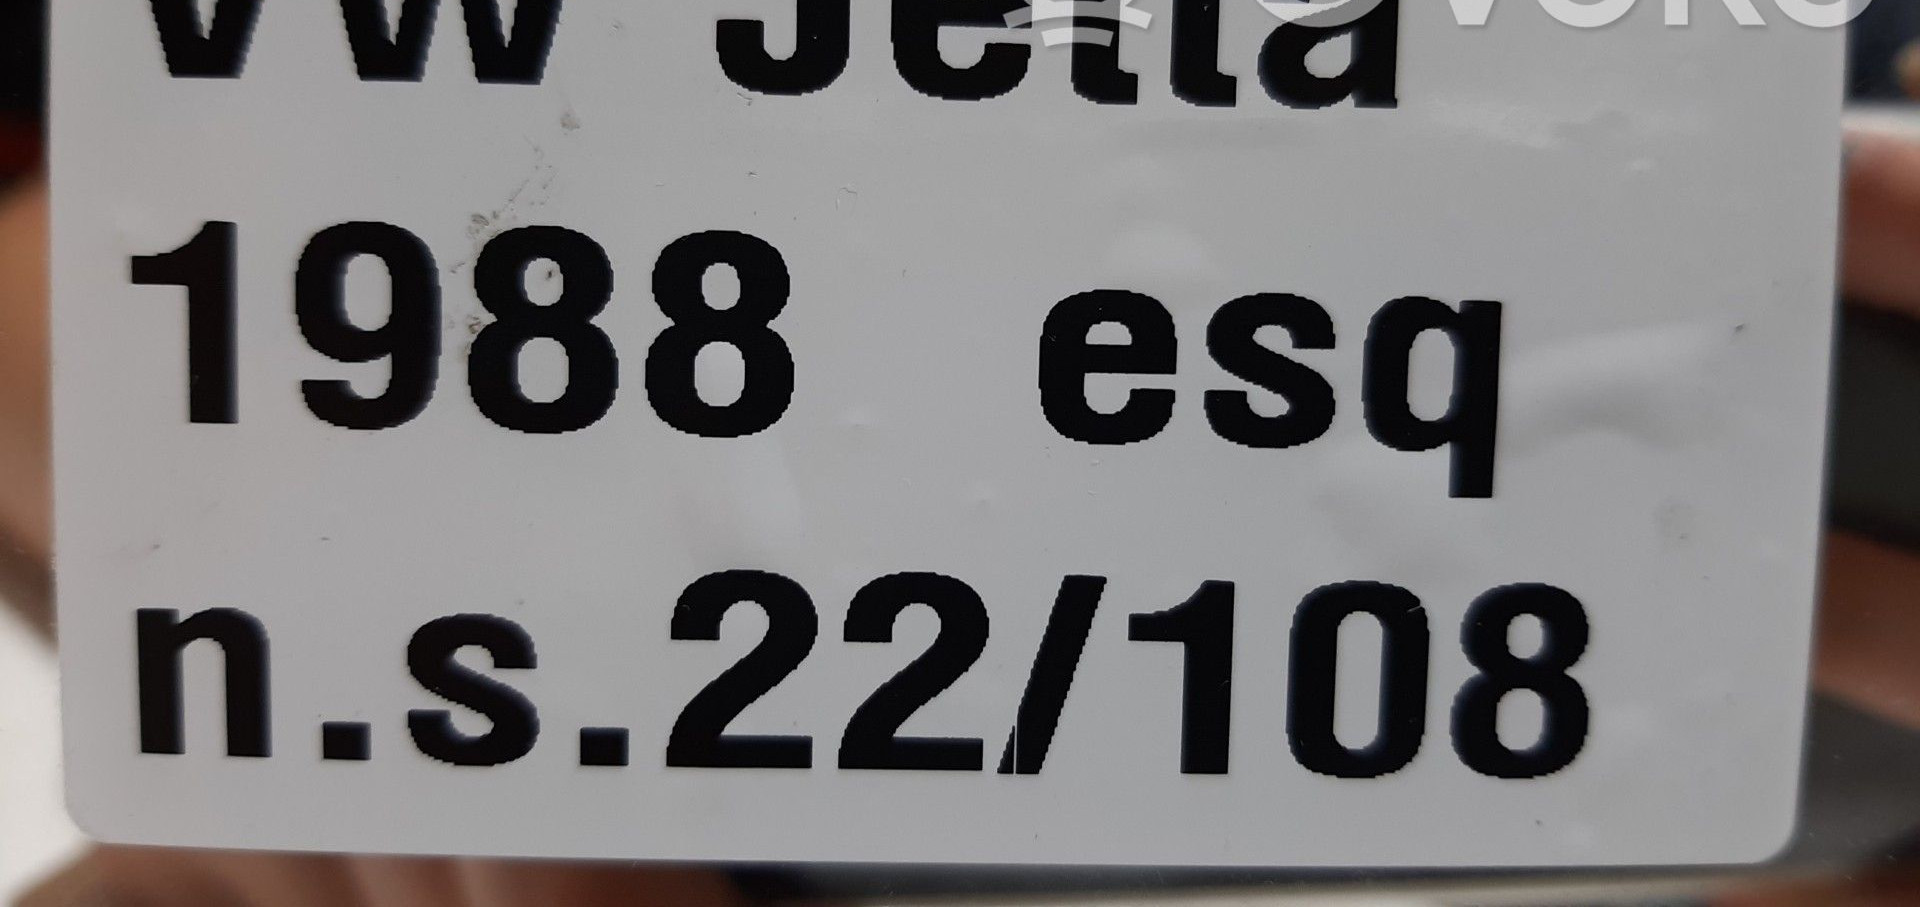 VW Jetta
1988 esq
n.s.22/108